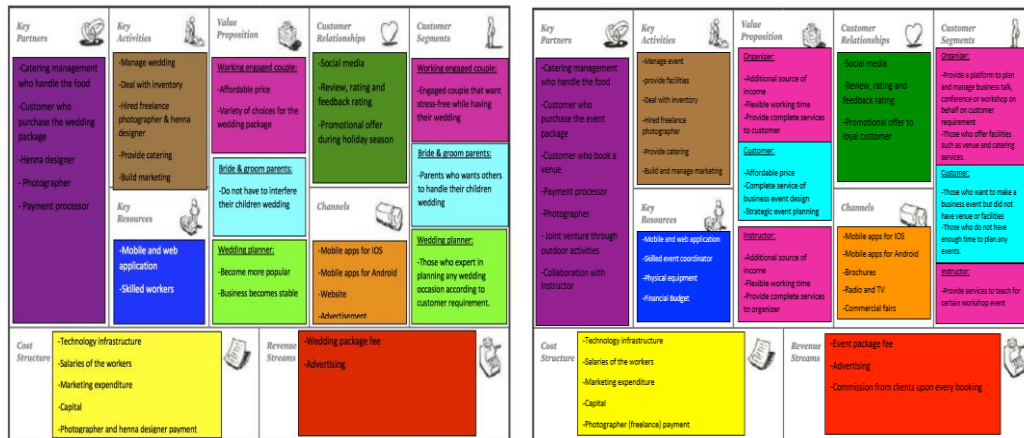 Key
Partners
-Catering management
who handle the food
-Customer who
purchase the wedding
package
-Henna designer
- Photographer
- Payment processor
Key
Activities
-Manage wedding
-Deal with inventory
-Hired freelance
photographer & henna
designer
-Provide catering
-Build marketing
Key
Resources
-Mobile and web
application
-Skilled workers
Value
Proposition
Working engaged couple:
-Affordable price
-Variety of choices for the
wedding package
Bride & groom parents:
-Do not have to interfere
their children wedding
Wedding planner:
-Become more popular
-Business becomes stable
Customer
Relationships
-Social media
-Review, rating and
feedback rating
-Promotional offer
during holiday season
Channels
-Mobile apps for IOS
-Mobile apps for Android
-Website
-Advertisement
Customer
Segments
Working engaged couple:
-Engaged couple that want
stress-free while having
their wedding
Bride & groom parents:
-Parents who wants others
to handle their children
wedding
Wedding planner:
-Those who expert in
planning any wedding
occasion according to
customer requirement.
Cost
Structure
-Technology infrastructure
-Salaries of the workers
-Marketing expenditure
-Capital
-Photographer and henna designer payment
Revenue
Streams
-Wedding package fee
-Advertising
Key
Partners
-Catering management
who handle the food
-Customer who
purchase the event
package
-Customer who book a
venue
-Payment processor
-Photographer
-Joint venture through
outdoor activities
-Collaboration with
instructor
Key
Activities
-Manage event
-provide facilities
-Deal with inventory
-Hired freelance
photographer
-Provide catering
-Build and manage marketing
Key
Resources
-Mobile and web application
-Skilled event coordinator
-Physical equipment
-Financial Budget
Value
Proposition
Organizer:
-Additional source of
income
-Flexible working time
-Provide complete services
to customer
Customer:
-Affordable price
-Complete service of
business event design
-Strategic event planning
Instructor:
-Additional source of
income
-Flexible working time
-Provide complete services
to organizer
Customer
Relationships
-Social media
-Review, rating and
feedback rating
-Promotional offer to
loyal customer
Channels
-Mobile apps for IOS
-Mobile apps for Android
-Brochures
-Radio and TV
-Commercial fairs
Customer
Segments
Organizer:
-Provide a platform to plan
and manage business talk,
conference or workshop on
behalf on customer
requirement
-Those who offer facilities
such as venue and catering
services.
Customer:
-Those who want to make a
business event but did not
have venue or facilities
-Those who do not have
enough time to plan any
events.
Instructor:
-Provide services to teach for
certain workshop event
Cost
Structure
-Technology infrastructure
-Salaries of the workers
-Marketing expenditure
-Capital
-Photographer (freelance) payment
Revenue
Streams
-Event package fee
-Advertising
-Commission from clients upon every booking